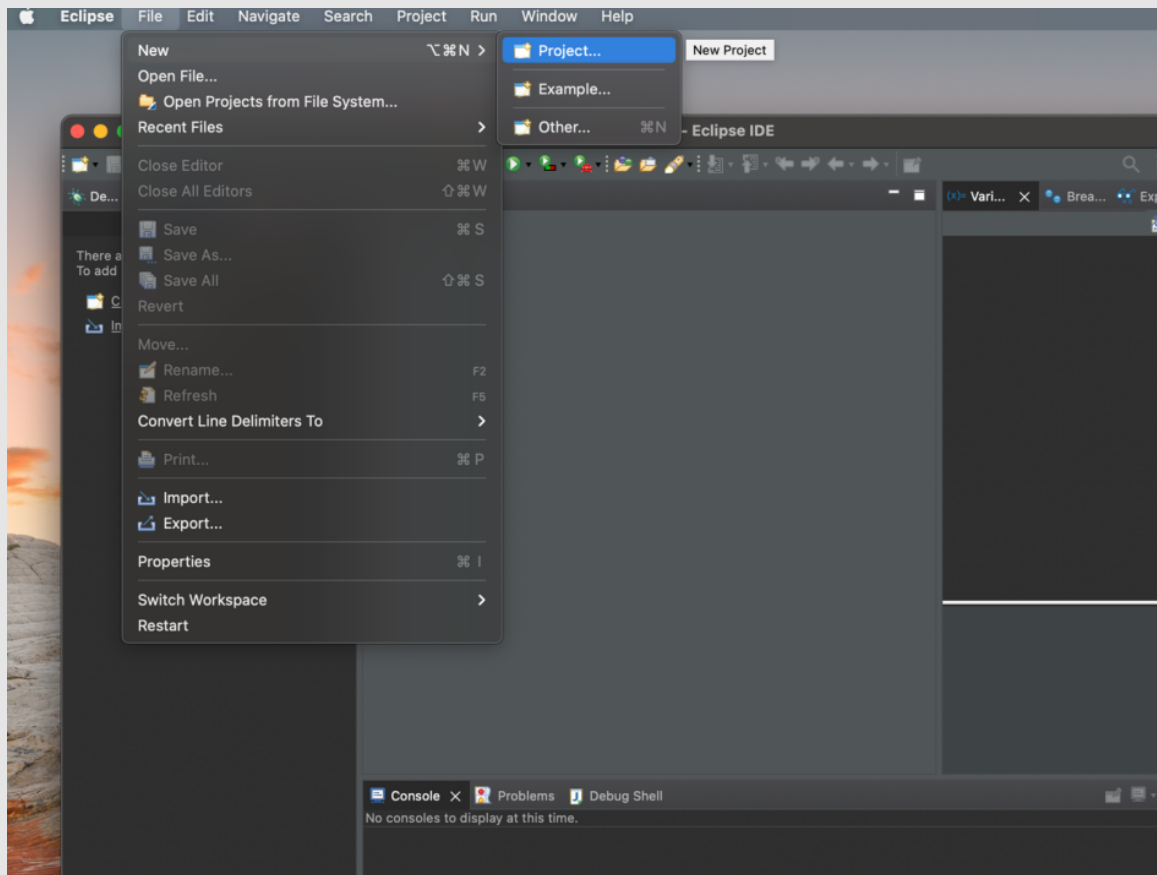 Eclipse File Edit Navigate Search Project Run Window Help
New ⌥⌘N >
Open File...
Open Projects from File System...
Recent Files >
Close Editor ⌘W
Close All Editors ⇧⌘W
Save ⌘S
Save As...
Save All ⇧⌘S
Revert
Move...
Rename... F2
Refresh F5
Convert Line Delimiters To >
Print... ⌘P
Import...
Export...
Properties ⌘I
Switch Workspace >
Restart
Project...
Example...
Other... ⌘N
New Project
- Eclipse IDE
De...
There a
To add
C
In
(x)= Vari... Brea... Exp
Console Problems Debug Shell
No consoles to display at this time.